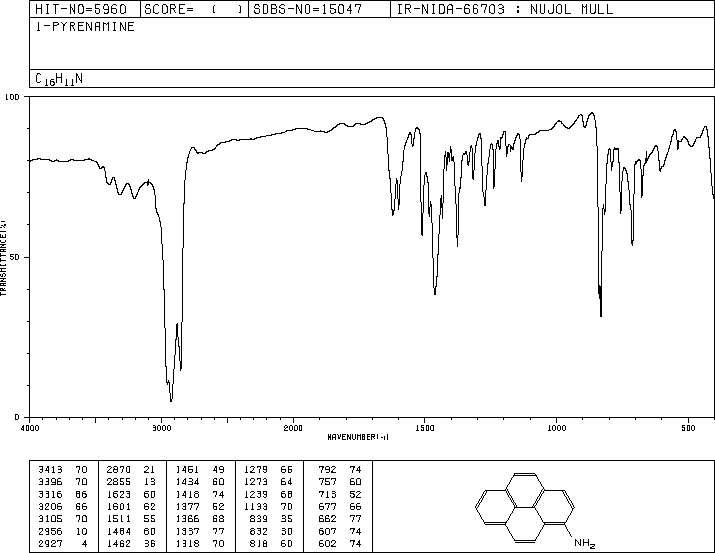 HIT-NO=5960 SCORE= ( ) SDBS-NO=15047 IR-NIDA-66703 : NUJOL MULL
1-PYRENAMINE
C16H11N
100
50
0
TRANSMITTANCE(%)
4000 3000 2000 1500 1000 500
WAVENUMBER(-1)
3413 70 2870 21 1461 49 1279 66 792 74
3396 70 2855 13 1434 60 1273 64 757 60
3316 66 1623 60 1418 74 1239 68 713 52
3206 66 1601 62 1377 52 1133 70 677 66
3105 70 1511 55 1366 68 839 35 662 77
2956 10 1484 60 1337 77 832 30 607 74
2927 4 1462 36 1318 70 818 60 602 74
NH2